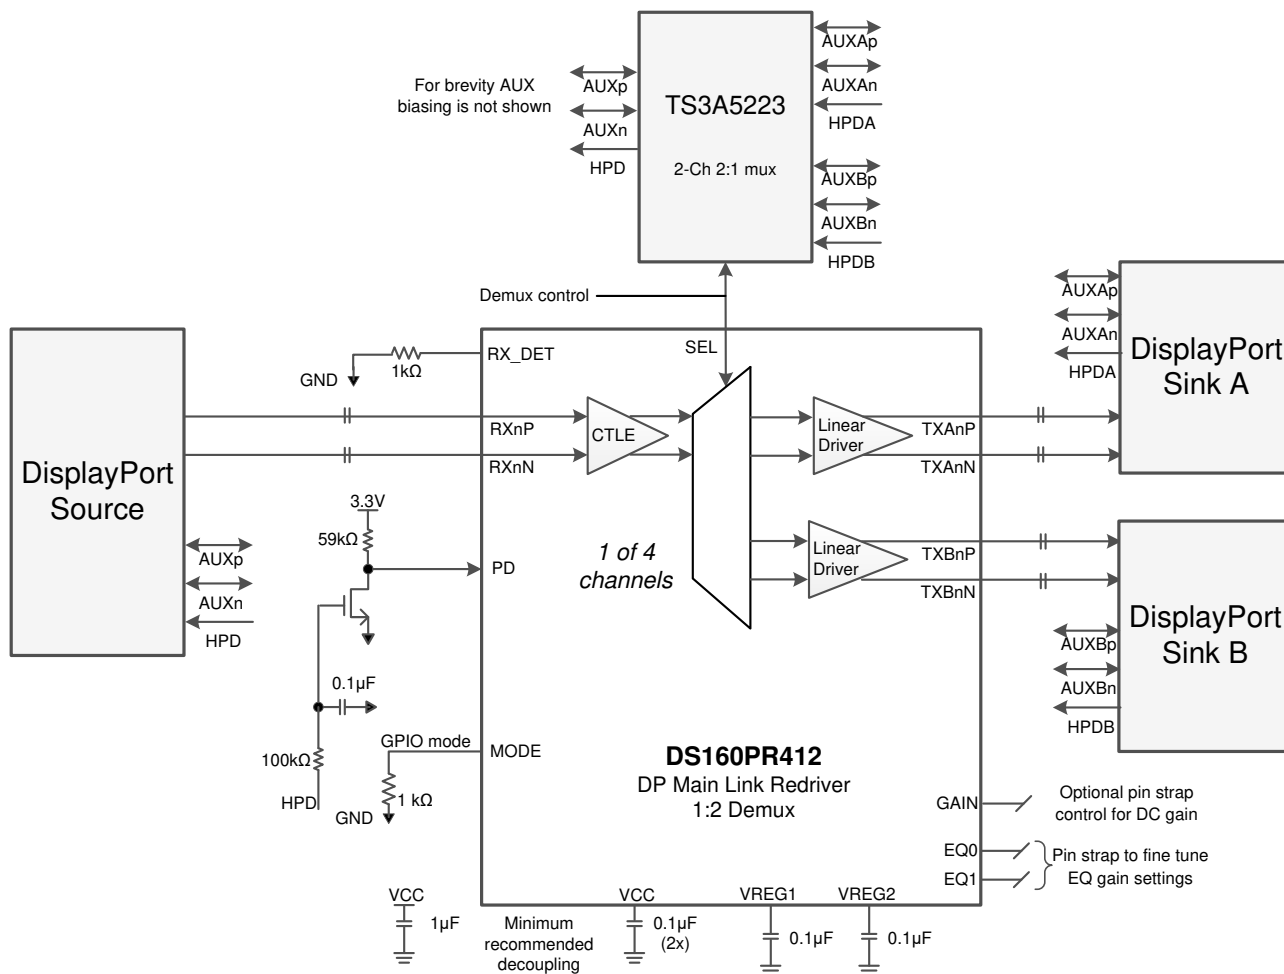 AUXAp
AUXAn
HPDA
AUXBp
AUXBn
HPDB
TS3A5223
2-Ch 2:1 mux
AUXp
AUXn
HPD
For brevity AUX
biasing is not shown
Demux control
SEL
RX_DET
1kΩ
GND
RXnP
RXnN
CTLE
Linear
Driver
TXAnP
TXAnN
Linear
Driver
TXBnP
TXBnN
1 of 4
channels
DisplayPort
Source
AUXp
AUXn
HPD
3.3V
59kΩ
PD
0.1µF
100kΩ
HPD
GPIO mode
MODE
1 kΩ
GND
DS160PR412
DP Main Link Redriver
1:2 Demux
AUXAp
AUXAn
HPDA
DisplayPort
Sink A
DisplayPort
Sink B
AUXBp
AUXBn
HPDB
GAIN
Optional pin strap
control for DC gain
EQ0
EQ1
Pin strap to fine tune
EQ gain settings
VCC
1µF
Minimum
recommended
decoupling
VCC
0.1µF
(2x)
VREG1
0.1µF
VREG2
0.1µF